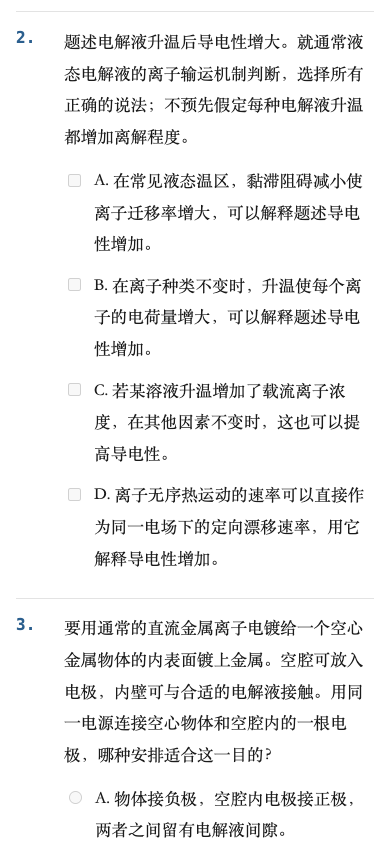 2. 题述电解液升温后导电性增大。就通常液
态电解液的离子输运机制判断，选择所有
正确的说法；不预先假定每种电解液升温
都增加离解程度。
A. 在常见液态温区，黏滞阻碍减小使
离子迁移率增大，可以解释题述导电
性增加。
B. 在离子种类不变时，升温使每个离
子的电荷量增大，可以解释题述导电
性增加。
C. 若某溶液升温增加了载流离子浓
度，在其他因素不变时，这也可以提
高导电性。
D. 离子无序热运动的速率可以直接作
为同一电场下的定向漂移速率，用它
解释导电性增加。
3. 要用通常的直流金属离子电镀给一个空心
金属物体的内表面镀上金属。空腔可放入
电极，内壁可与合适的电解液接触。用同
一电源连接空心物体和空腔内的一根电
极，哪种安排适合这一目的?
A. 物体接负极，空腔内电极接正极，
两者之间留有电解液间隙。